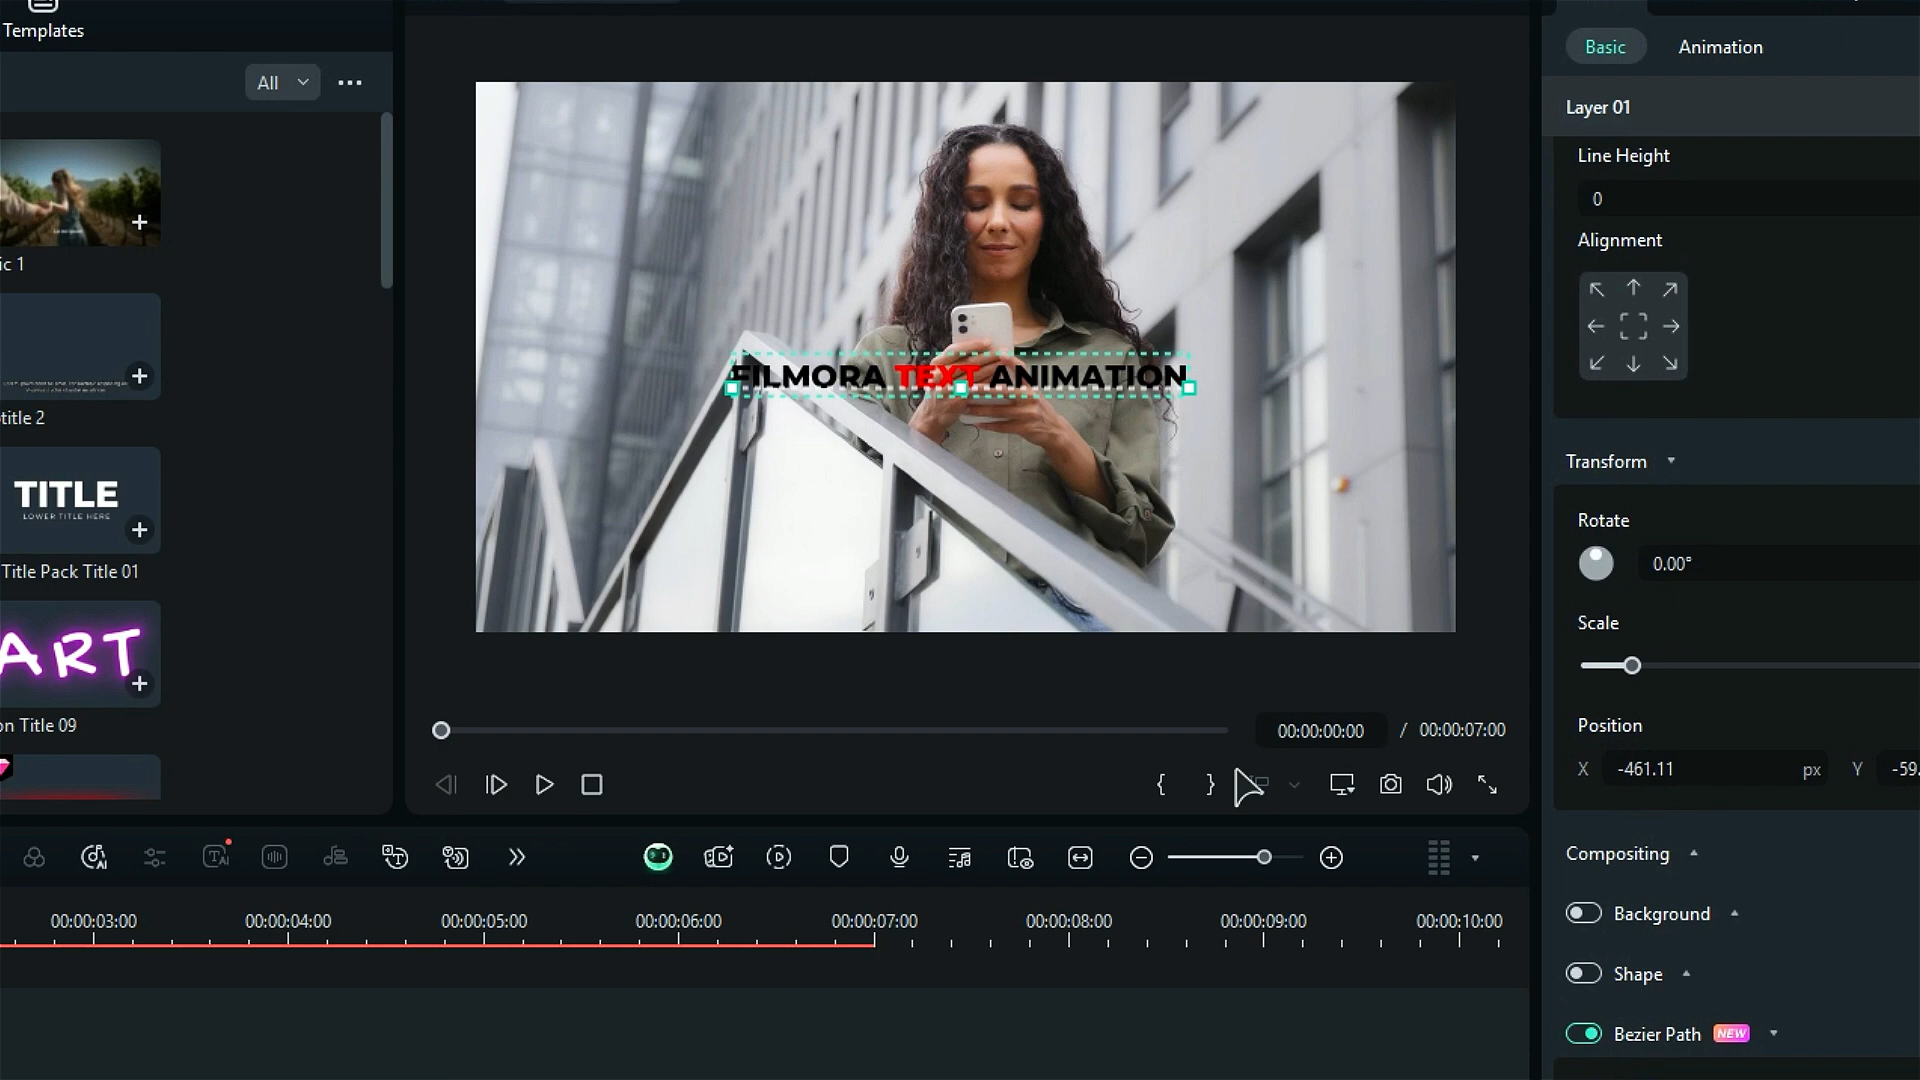 Templates
All
ic 1
title 2
TITLE
LOWER TITLE HERE
Title Pack Title 01
ART
on Title 09
FILMORA TEXT ANIMATION
00:00:00:00 / 00:00:07:00
00:00:03:00 00:00:04:00 00:00:05:00 00:00:06:00 00:00:07:00 00:00:08:00 00:00:09:00 00:00:10:00
Basic Animation
Layer 01
Line Height
0
Alignment
Transform
Rotate
0.00°
Scale
Position
X -461.11 px Y -59.
Compositing
Background
Shape
Bezier Path NEW